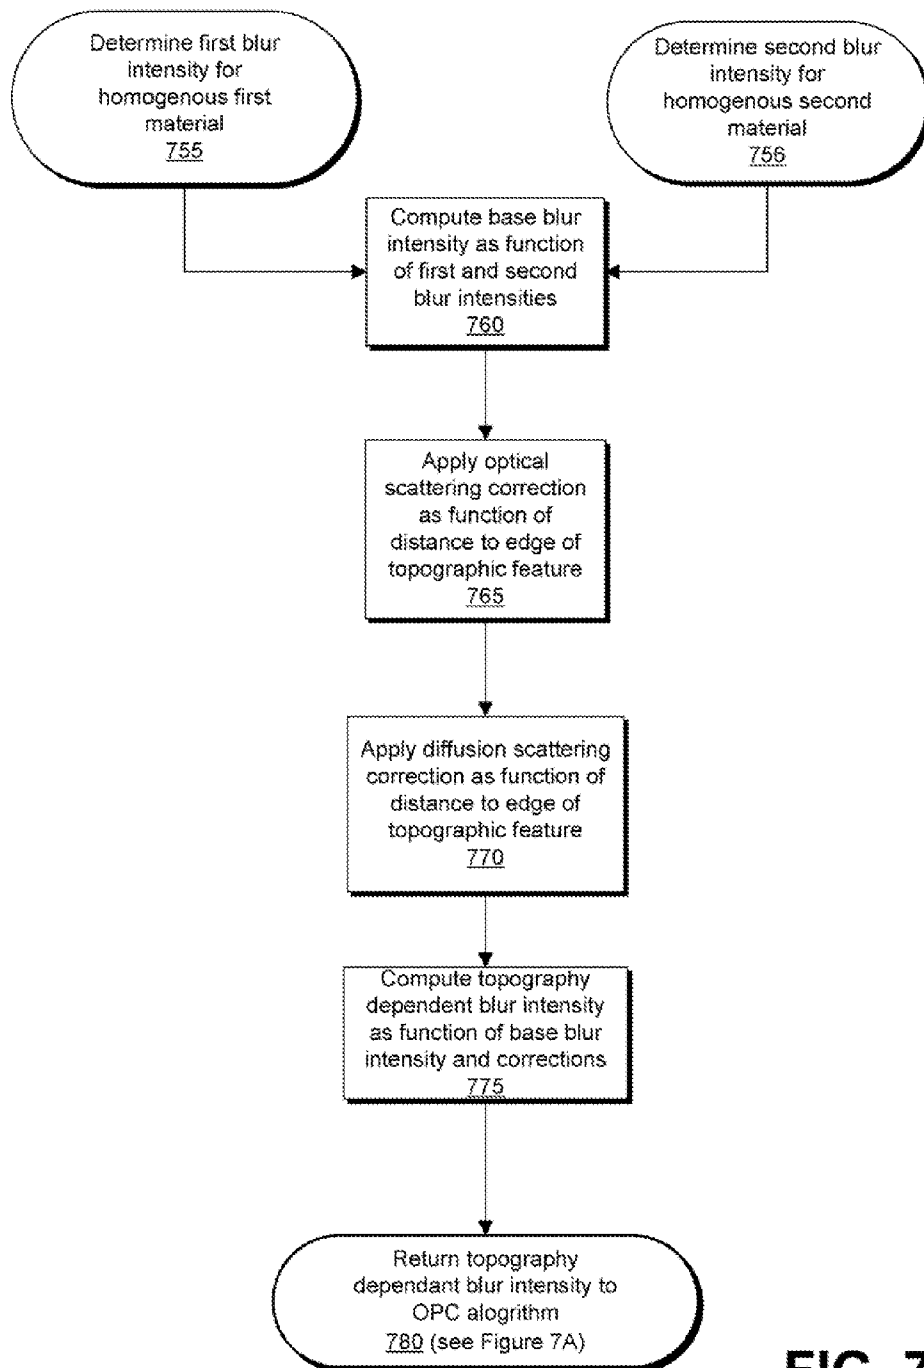 Determine first blur
intensity for
homogenous first
material
755
Determine second blur
intensity for
homogenous second
material
756
Compute base blur
intensity as function
of first and second
blur intensities
760
Apply optical
scattering correction
as function of
distance to edge of
topographic feature
765
Apply diffusion scattering
correction as function of
distance to edge of
topographic feature
770
Compute topography
dependent blur intensity
as function of base blur
intensity and corrections
775
Return topography
dependant blur intensity to
OPC alogrithm
780 (see Figure 7A)
FIG. 7